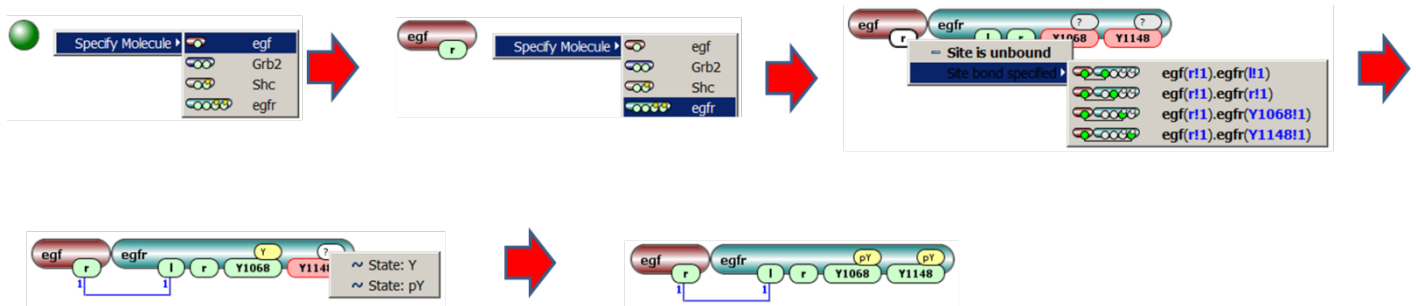 Specify Molecule
egf
Grb2
Shc
egfr
egf
r
Specify Molecule
egf
Grb2
Shc
egfr
egf
egfr
? ?
r l r Y1068 Y1148
Site is unbound
Site bond specified
egf(r!1).egfr(l!1)
egf(r!1).egfr(r!1)
egf(r!1).egfr(Y1068!1)
egf(r!1).egfr(Y1148!1)
egf
egfr
Y ?
r l r Y1068 Y114
1 1
~ State: Y
~ State: pY
egf
egfr
pY pY
r l r Y1068 Y1148
1 1